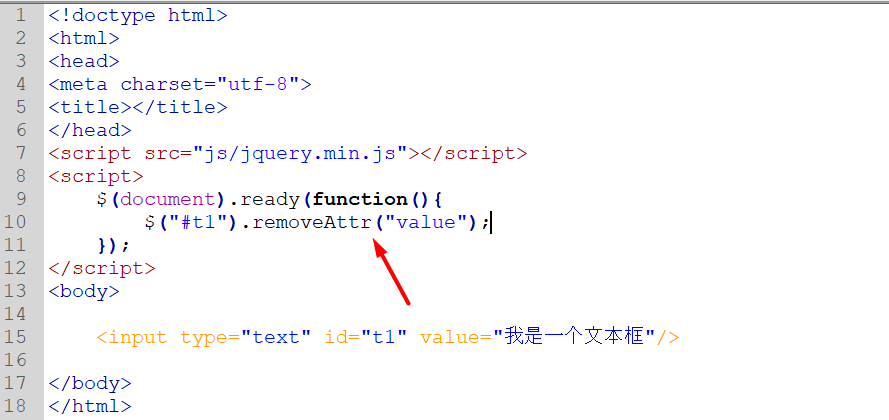 1 <!doctype html>
2 <html>
3 <head>
4 <meta charset="utf-8">
5 <title></title>
6 </head>
7 <script src="js/jquery.min.js"></script>
8 <script>
9 $(document).ready(function(){
10 $("#t1").removeAttr("value");
11 });
12 </script>
13 <body>
14
15 <input type="text" id="t1" value="我是一个文本框"/>
16
17 </body>
18 </html>